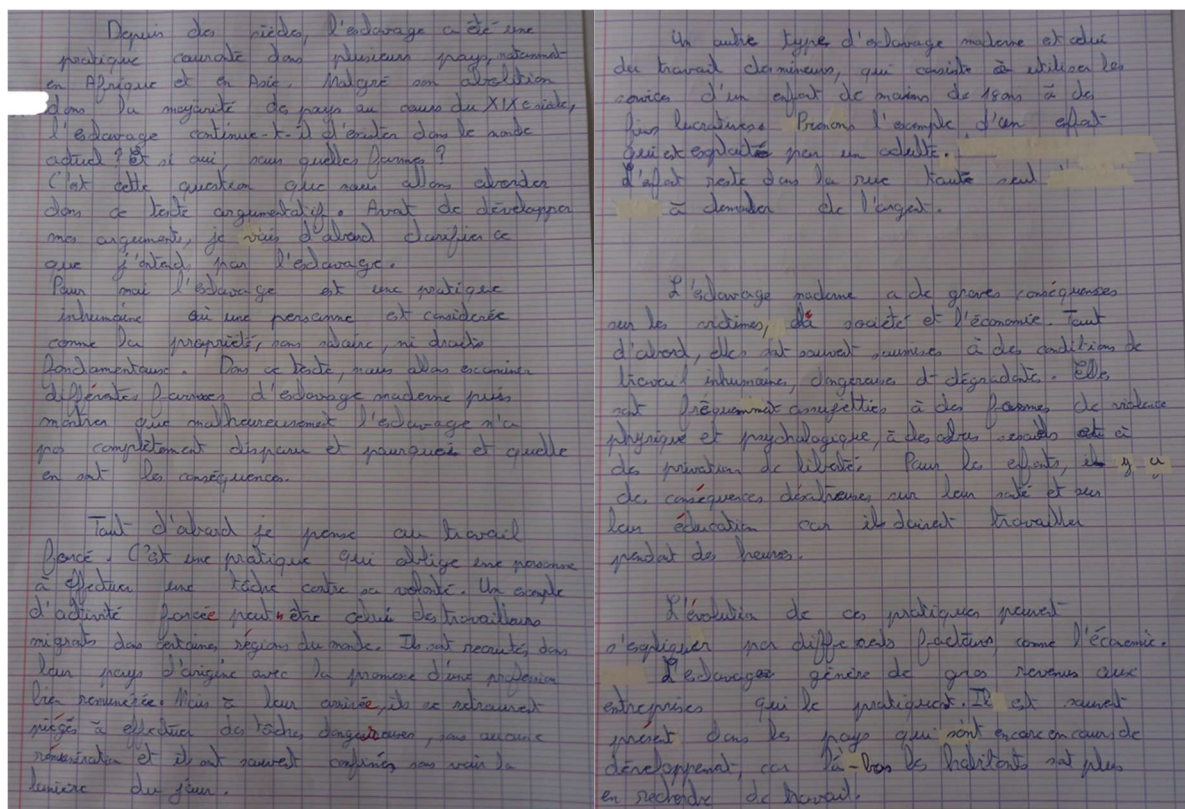 Depuis des siècles, l'esclavage a été une
pratique courante dans plusieurs pays, notamment
en Afrique et en Asie. Malgré son abolition
dans la majorité de pays au cours du XIXe siècle,
l'esclavage continue-t-il d'exister dans le monde
actuel ? Et si oui, sous quelles formes ?
C'est cette question que nous allons aborder
dans ce texte argumentatif. Avant de développer
mes arguments, je vais d'abord clarifier ce
que j'entend par l'esclavage.
Pour moi l'esclavage est une pratique
inhumaine ou une personne est considérée
comme la propriété, sans salaire, ni droits
fondamentaux. Dans ce texte, nous allons examiner
différentes formes d'esclavage moderne puis
montrer que malheureusement l'esclavage n'a
pas complètement disparu et pourquoi et quelle
en sont les conséquences.
Tout d'abord je pense au travail
forcé. C'est une pratique qui oblige une personne
à effectuer une tâche contre sa volonté. Un exemple
d'activité forcée peut-être celui des travailleurs
migrants dans certaines régions du monde. Ils sont recrutés dans
leur pays d'origine avec la promesse d'une profession
bien remunérée. Mais à leur arrivée, ils se retrouvent
piégés à effectuer des tâches dangereuses, sans aucune
rémunération et ils sont souvent confinés sans voir la
lumière du jour.
Un autre types d'esclavage moderne et celui
du travail des mineurs, qui consiste à utiliser les
services d'un enfant de moins de 18 ans à des
fins lucratives. Prenons l'exemple d'un enfant
qui est exploité par un adulte.
L'enfant reste dans la rue toute seul
à demander de l'argent.
L'esclavage moderne a de graves conséquences
sur les victimes, la société et l'économie. Tout
d'abord, elles sont souvent soumises à des conditions de
travail inhumaine, dangereuse et dégradante. Elles
sont fréquemment assujetties à des formes de violence
physique et psychologique, à des abus sexuels et à
des privation de liberté. Pour les enfants, il y a
des conséquences désastreuses sur leur santé et sur
leur éducation car ils doivent travailler
pendant des heures.
L'évolution de ces pratiques peuvent
s'expliquer par différents facteurs, comme l'économie.
L'esclavage génère de gros revenus aux
entreprises qui le pratiquent. Il est souvent
présent dans les pays qui sont encore en cours de
développement, car là-bas les habitants sont plus
en recherche de travail.